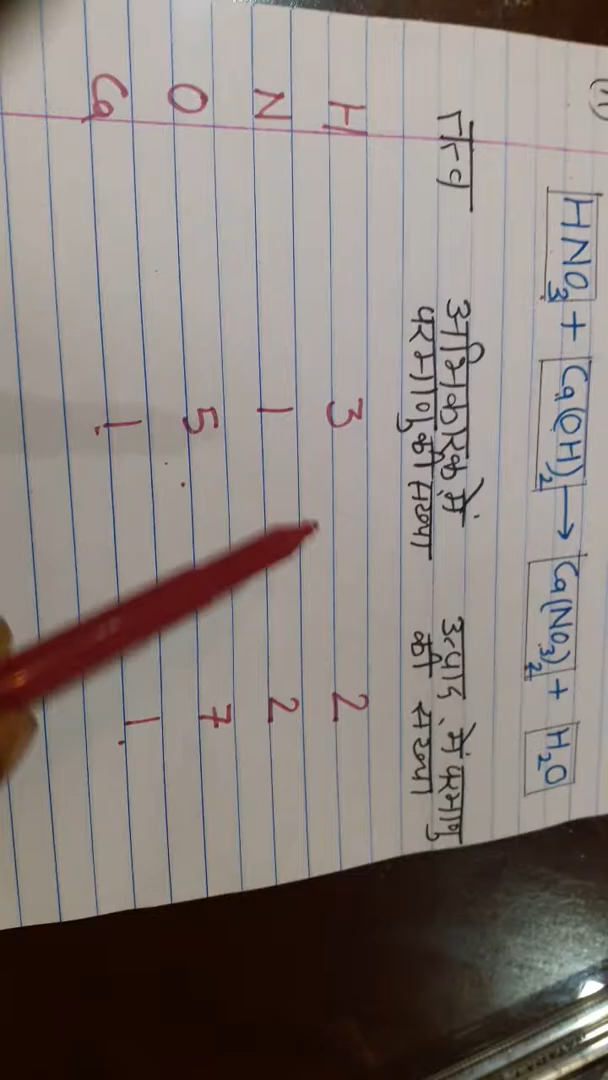 HNO₃ + Ca(OH)₂ → Ca(NO₃)₂ + H₂O
तत्व अभिकारक में परमाणु की संख्या उत्पाद में परमाणु की संख्या
H 3 2
N 1 2
O 5 7
Ca 1 1